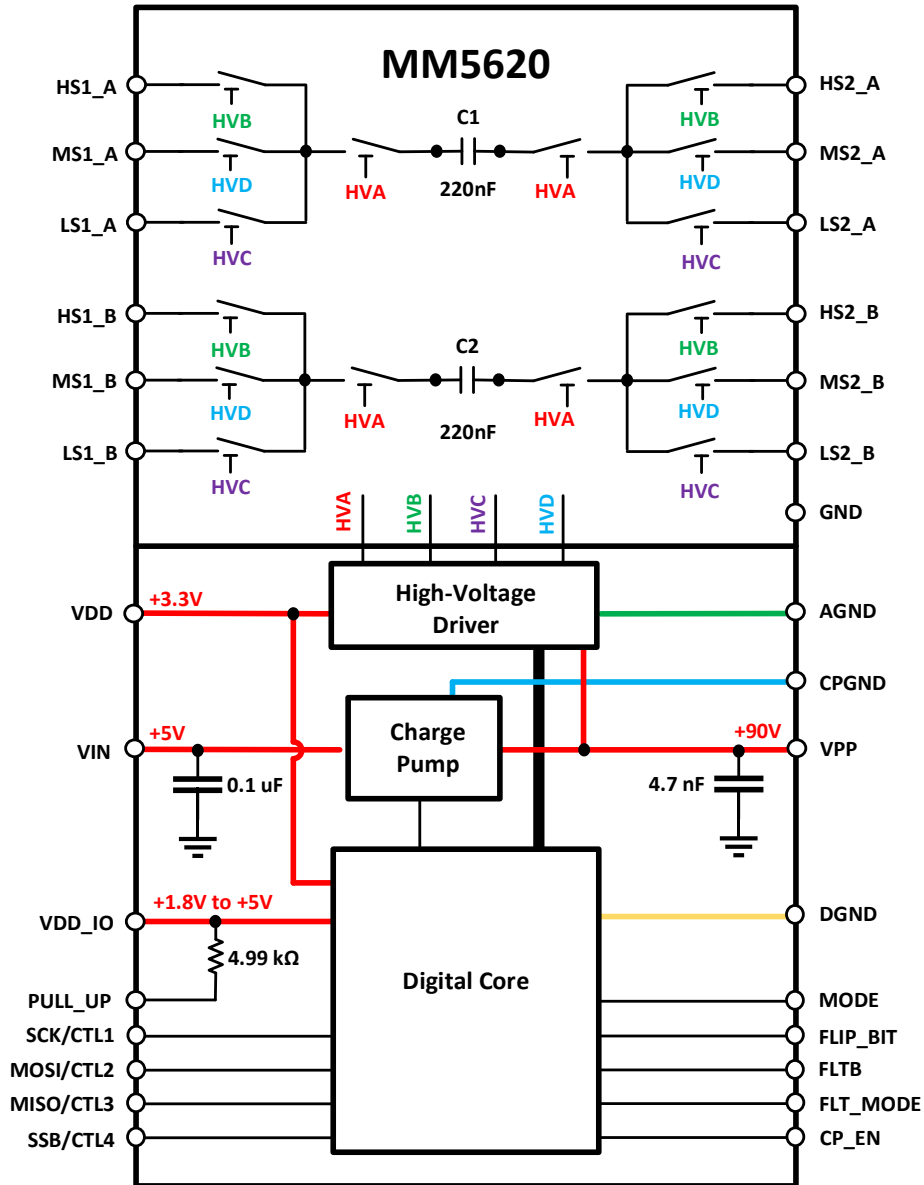 MM5620
HS1_A
HVB
C1
HVB
HS2_A
MS1_A
HVD
HVA
220nF
HVA
HVD
MS2_A
LS1_A
HVC
HVC
LS2_A
HS1_B
HVB
C2
HVB
HS2_B
MS1_B
HVD
HVA
220nF
HVA
HVD
MS2_B
LS1_B
HVC
HVC
LS2_B
GND
HVA
HVB
HVC
HVD
VDD
+3.3V
High-Voltage
Driver
AGND
CPGND
VIN
+5V
Charge
Pump
+90V
VPP
0.1 uF
4.7 nF
VDD_IO
+1.8V to +5V
4.99 kΩ
Digital Core
DGND
PULL_UP
MODE
SCK/CTL1
FLIP_BIT
MOSI/CTL2
FLTB
MISO/CTL3
FLT_MODE
SSB/CTL4
CP_EN